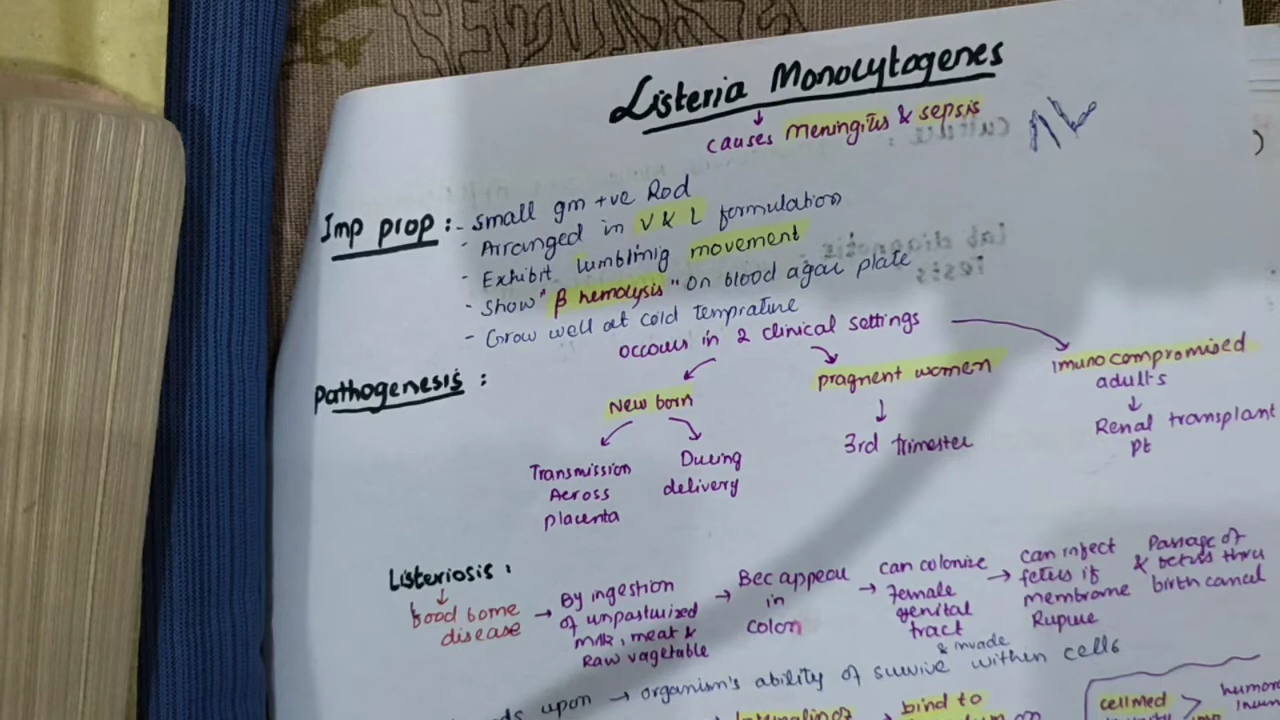 Listeria Monocytogenes
causes meningitis & sepsis
Imp prop :- small gm +ve Rod
- Arranged in V & L formulation
- Exhibit tumbling movement
- Show "β hemolysis" on blood agar plate
- Grow well at cold temprature
Pathogenesis :
occours in 2 clinical settings
New born
Transmission
Across
placenta
During
delivery
pragnent women
3rd trimester
Imunocompromised
adults
Renal transplant
pt
Listeriosis :
food borne
disease
→ By ingestion
of unpasturized
milk, meat &
Raw vagetable
→ Bec appear
in
colon
→ can colonize
female
genital
tract
→ can infect
fetus if
membrane
Rupure
& Passage of
fetus thru
birth canal
upon → organism's ability of survive & invade within cells
bind to
cellmed